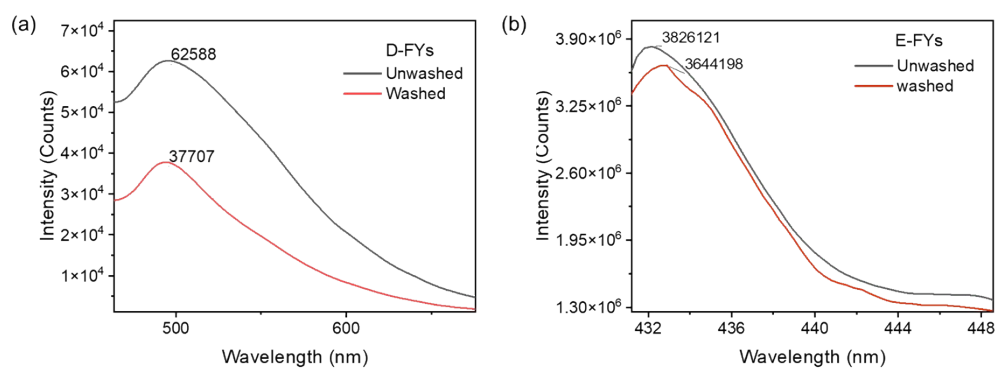 (a)
7×10⁴
6×10⁴
5×10⁴
4×10⁴
3×10⁴
2×10⁴
1×10⁴
Intensity (Counts)
62588
37707
D-FYs
Unwashed
Washed
500
600
Wavelength (nm)
(b)
3.90×10⁶
3.25×10⁶
2.60×10⁶
1.95×10⁶
1.30×10⁶
Intensity (Counts)
3826121
3644198
E-FYs
Unwashed
washed
432
436
440
444
448
Wavelength (nm)